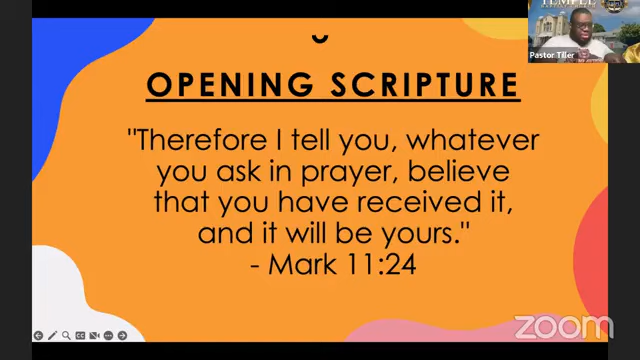 TEMPLE
Pastor Tiller
OPENING SCRIPTURE
"Therefore I tell you, whatever
you ask in prayer, believe
that you have received it,
and it will be yours."
- Mark 11:24
zoom